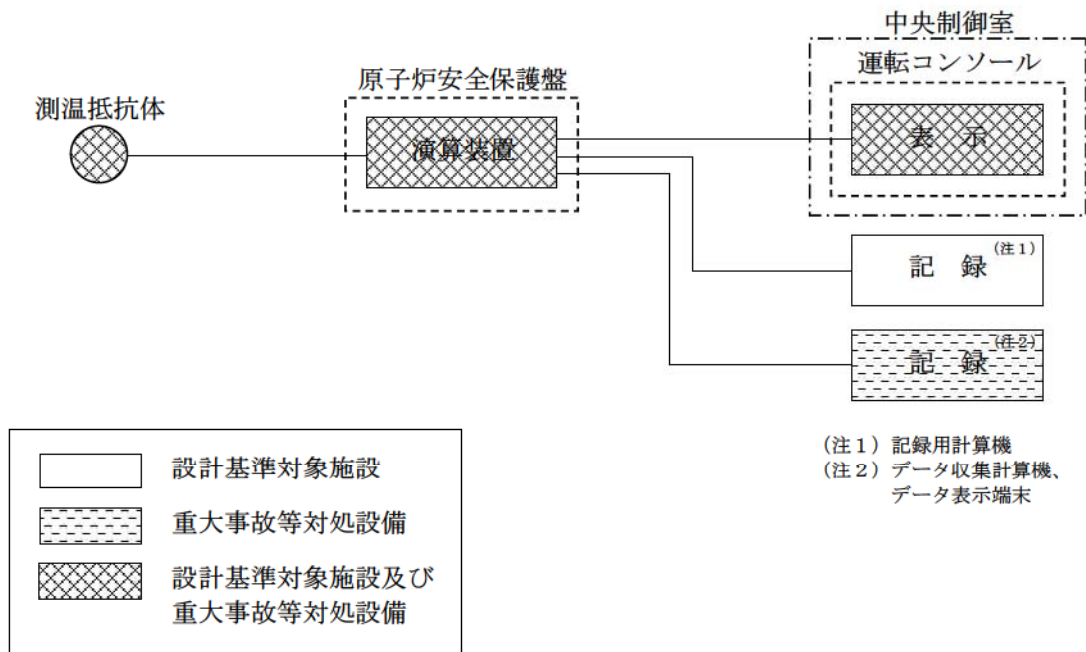 中央制御室
運転コンソール
原子炉安全保護盤
測温抵抗体
演算装置
表　示
記　録(注１)
記　録(注２)
(注１) 記録用計算機
(注２) データ収集計算機、
データ表示端末
設計基準対象施設
重大事故等対処設備
設計基準対象施設及び
重大事故等対処設備